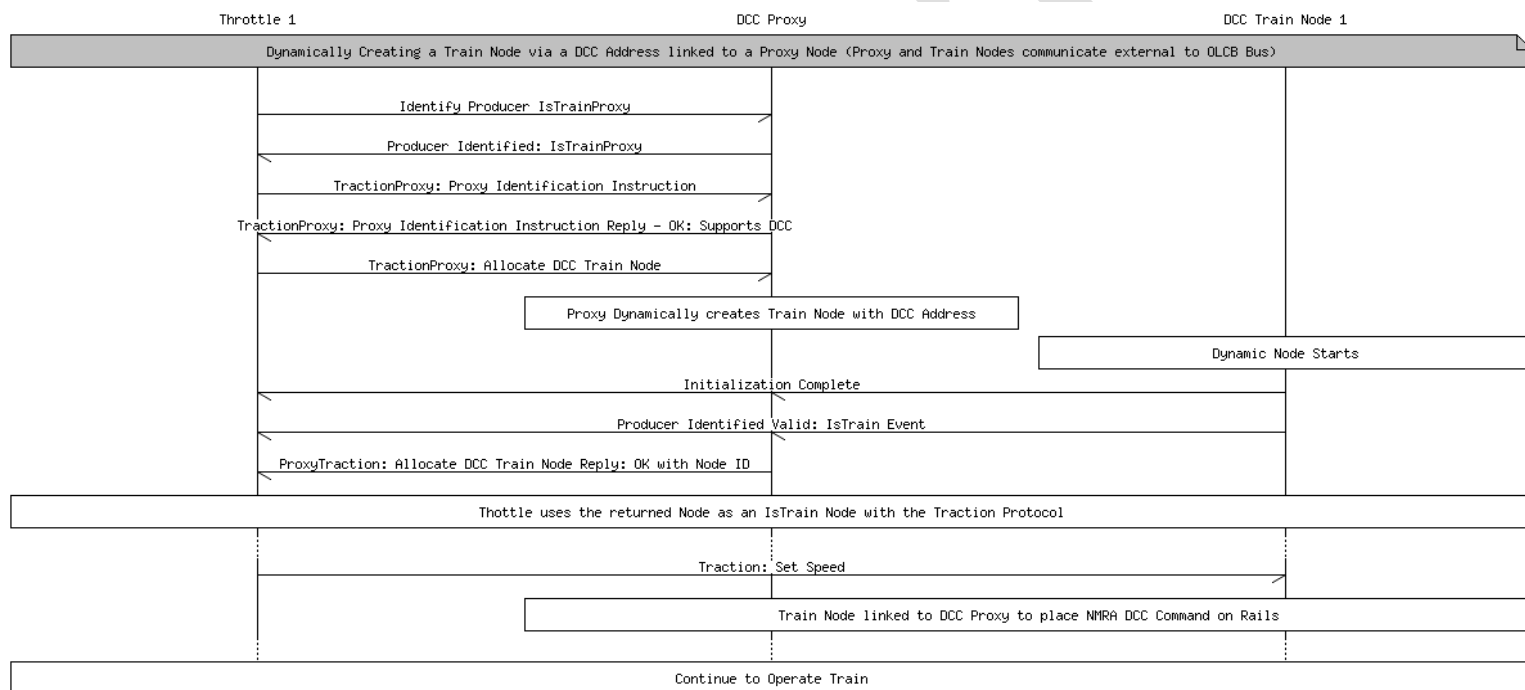 Throttle 1
DCC Proxy
DCC Train Node 1
Dynamically Creating a Train Node via a DCC Address linked to a Proxy Node (Proxy and Train Nodes communicate external to OLCB Bus)
Identify Producer IsTrainProxy
Producer Identified: IsTrainProxy
TractionProxy: Proxy Identification Instruction
TractionProxy: Proxy Identification Instruction Reply - OK: Supports DCC
TractionProxy: Allocate DCC Train Node
Proxy Dynamically creates Train Node with DCC Address
Dynamic Node Starts
Initialization Complete
Producer Identified Valid: IsTrain Event
ProxyTraction: Allocate DCC Train Node Reply: OK with Node ID
Thottle uses the returned Node as an IsTrain Node with the Traction Protocol
Traction: Set Speed
Train Node linked to DCC Proxy to place NMRA DCC Command on Rails
Continue to Operate Train